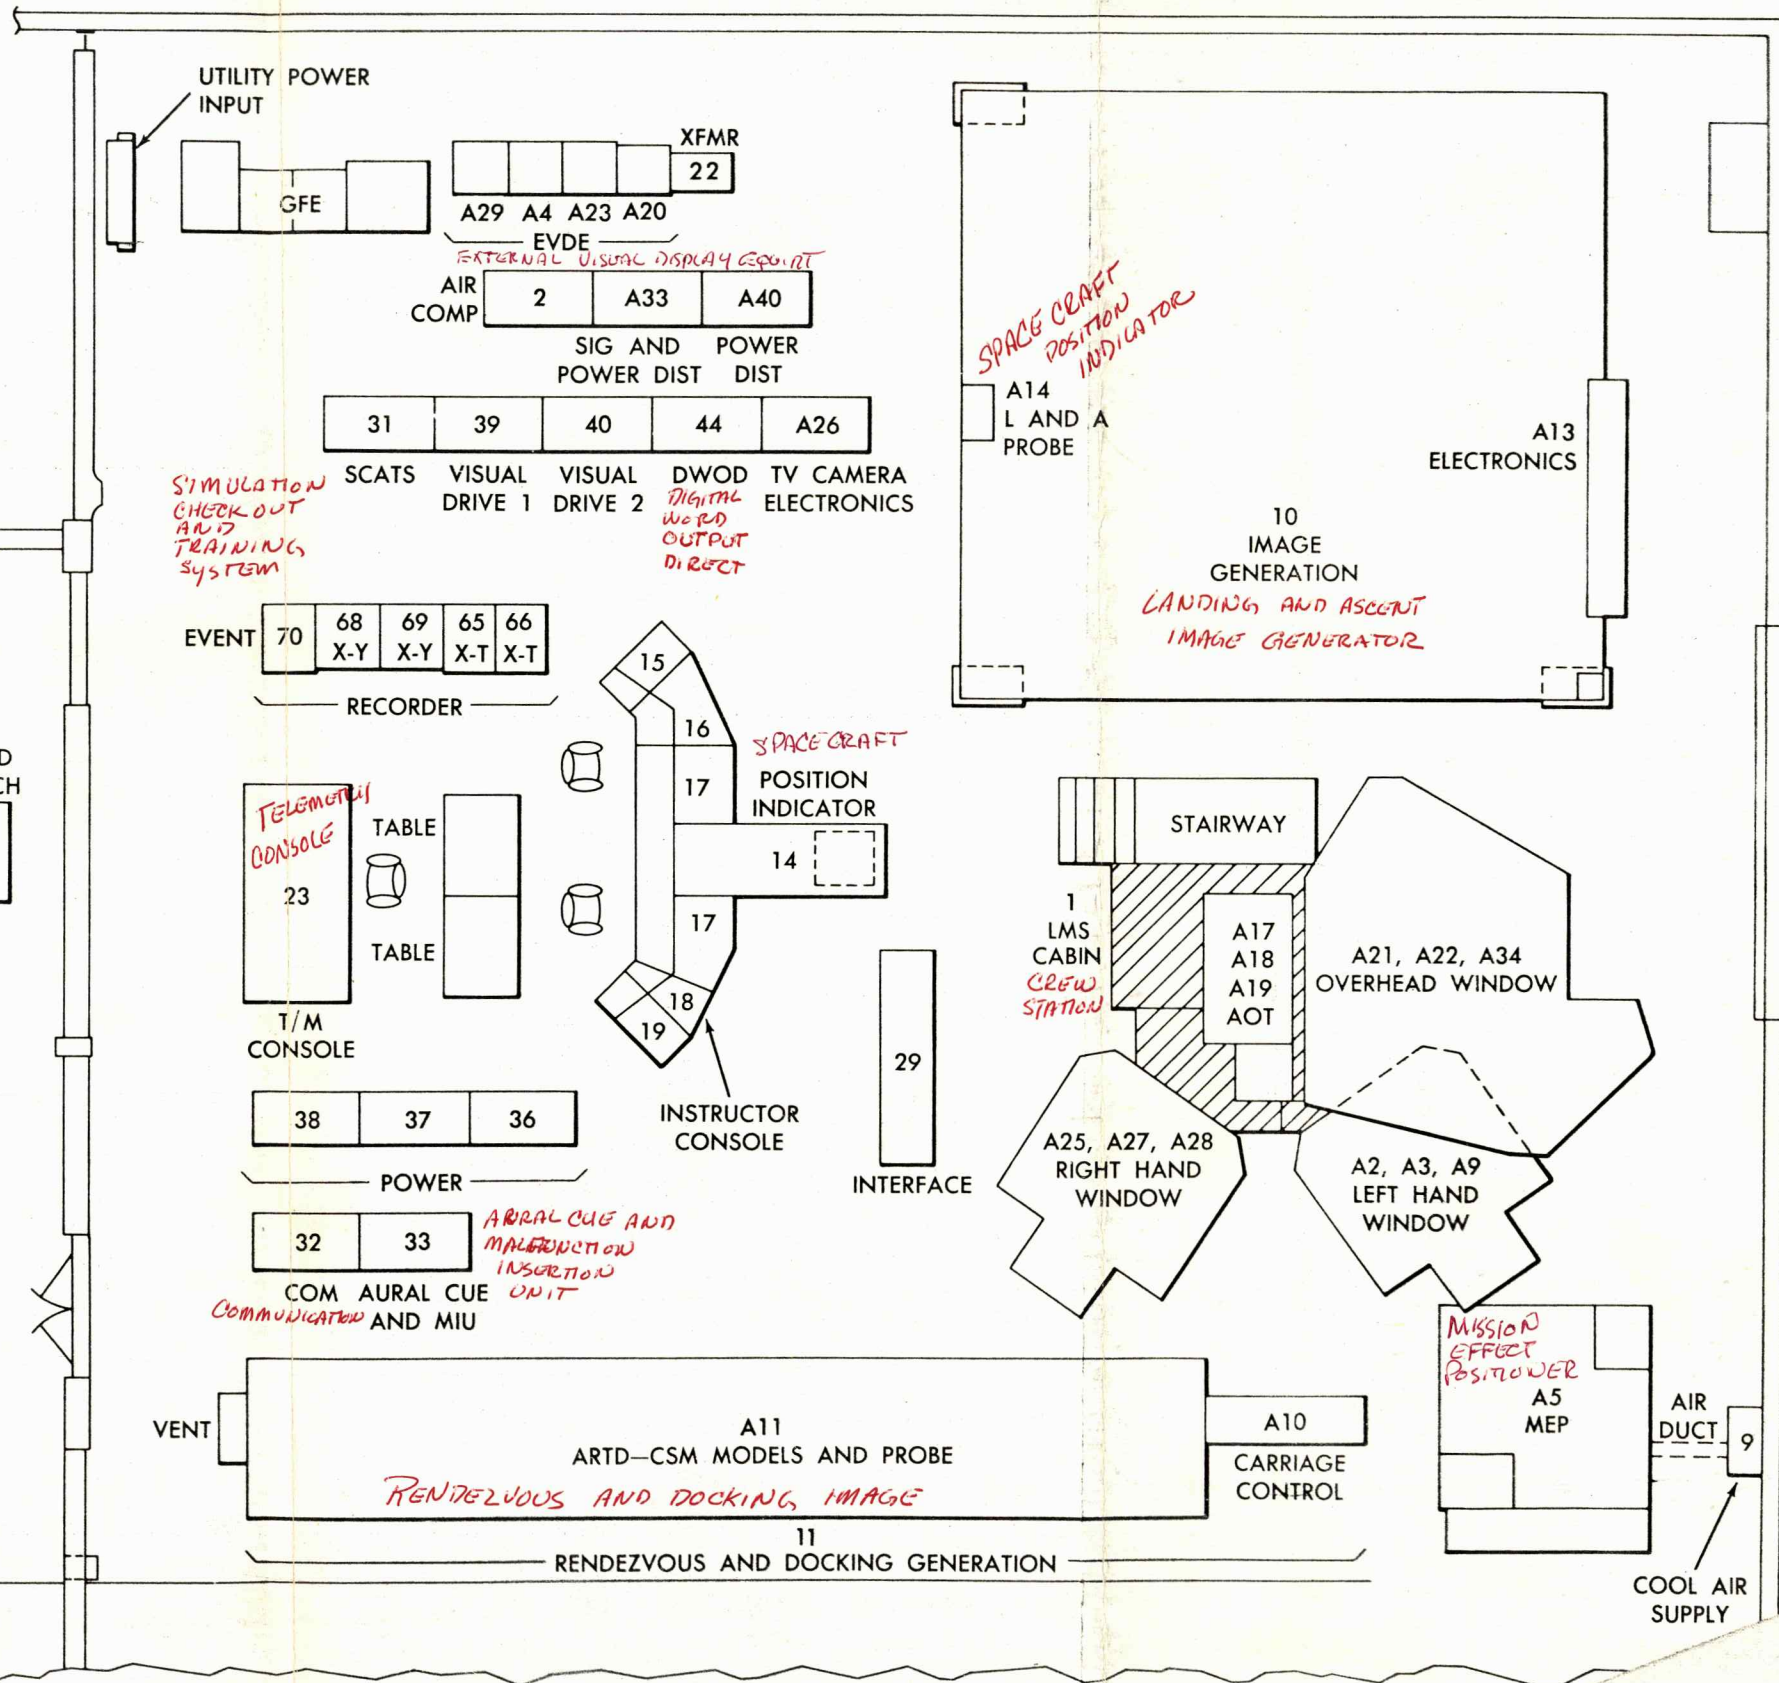 UTILITY POWER
INPUT
GFE
XFMR
22
A29 A4 A23 A20
EVDE
EXTERNAL VISUAL DISPLAY EQUIPT
AIR
COMP
2 A33 A40
SIG AND
POWER DIST
POWER
DIST
31 39 40 44 A26
SCATS
VISUAL
DRIVE 1
VISUAL
DRIVE 2
DWOD
TV CAMERA
ELECTRONICS
SIMULATION
CHECK OUT
AND
TRAINING
SYSTEM
DIGITAL
WORD
OUTPUT
DIRECT
SPACE CRAFT
POSITION
INDICATOR
A14
L AND A
PROBE
A13
ELECTRONICS
10
IMAGE
GENERATION
LANDING AND ASCENT
IMAGE GENERATOR
EVENT
70
68
X-Y
69
X-Y
65
X-T
66
X-T
RECORDER
D
CH
15
16
17
SPACECRAFT
POSITION
INDICATOR
14
17
18
19
INSTRUCTOR
CONSOLE
TELEMETRY
CONSOLE
23
T/M
CONSOLE
TABLE
TABLE
STAIRWAY
1
LMS
CABIN
CREW
STATION
A17
A18
A19
AOT
A21, A22, A34
OVERHEAD WINDOW
29
INTERFACE
A25, A27, A28
RIGHT HAND
WINDOW
A2, A3, A9
LEFT HAND
WINDOW
38 37 36
POWER
32 33
COM
AURAL CUE
AND MIU
COMMUNICATION
AURAL CUE AND
MALFUNCTION
INSERTION
UNIT
VENT
A11
ARTD–CSM MODELS AND PROBE
RENDEZVOUS AND DOCKING IMAGE
A10
CARRIAGE
CONTROL
11
RENDEZVOUS AND DOCKING GENERATION
MISSION
EFFECT
POSITIONER
A5
MEP
AIR
DUCT
9
COOL AIR
SUPPLY